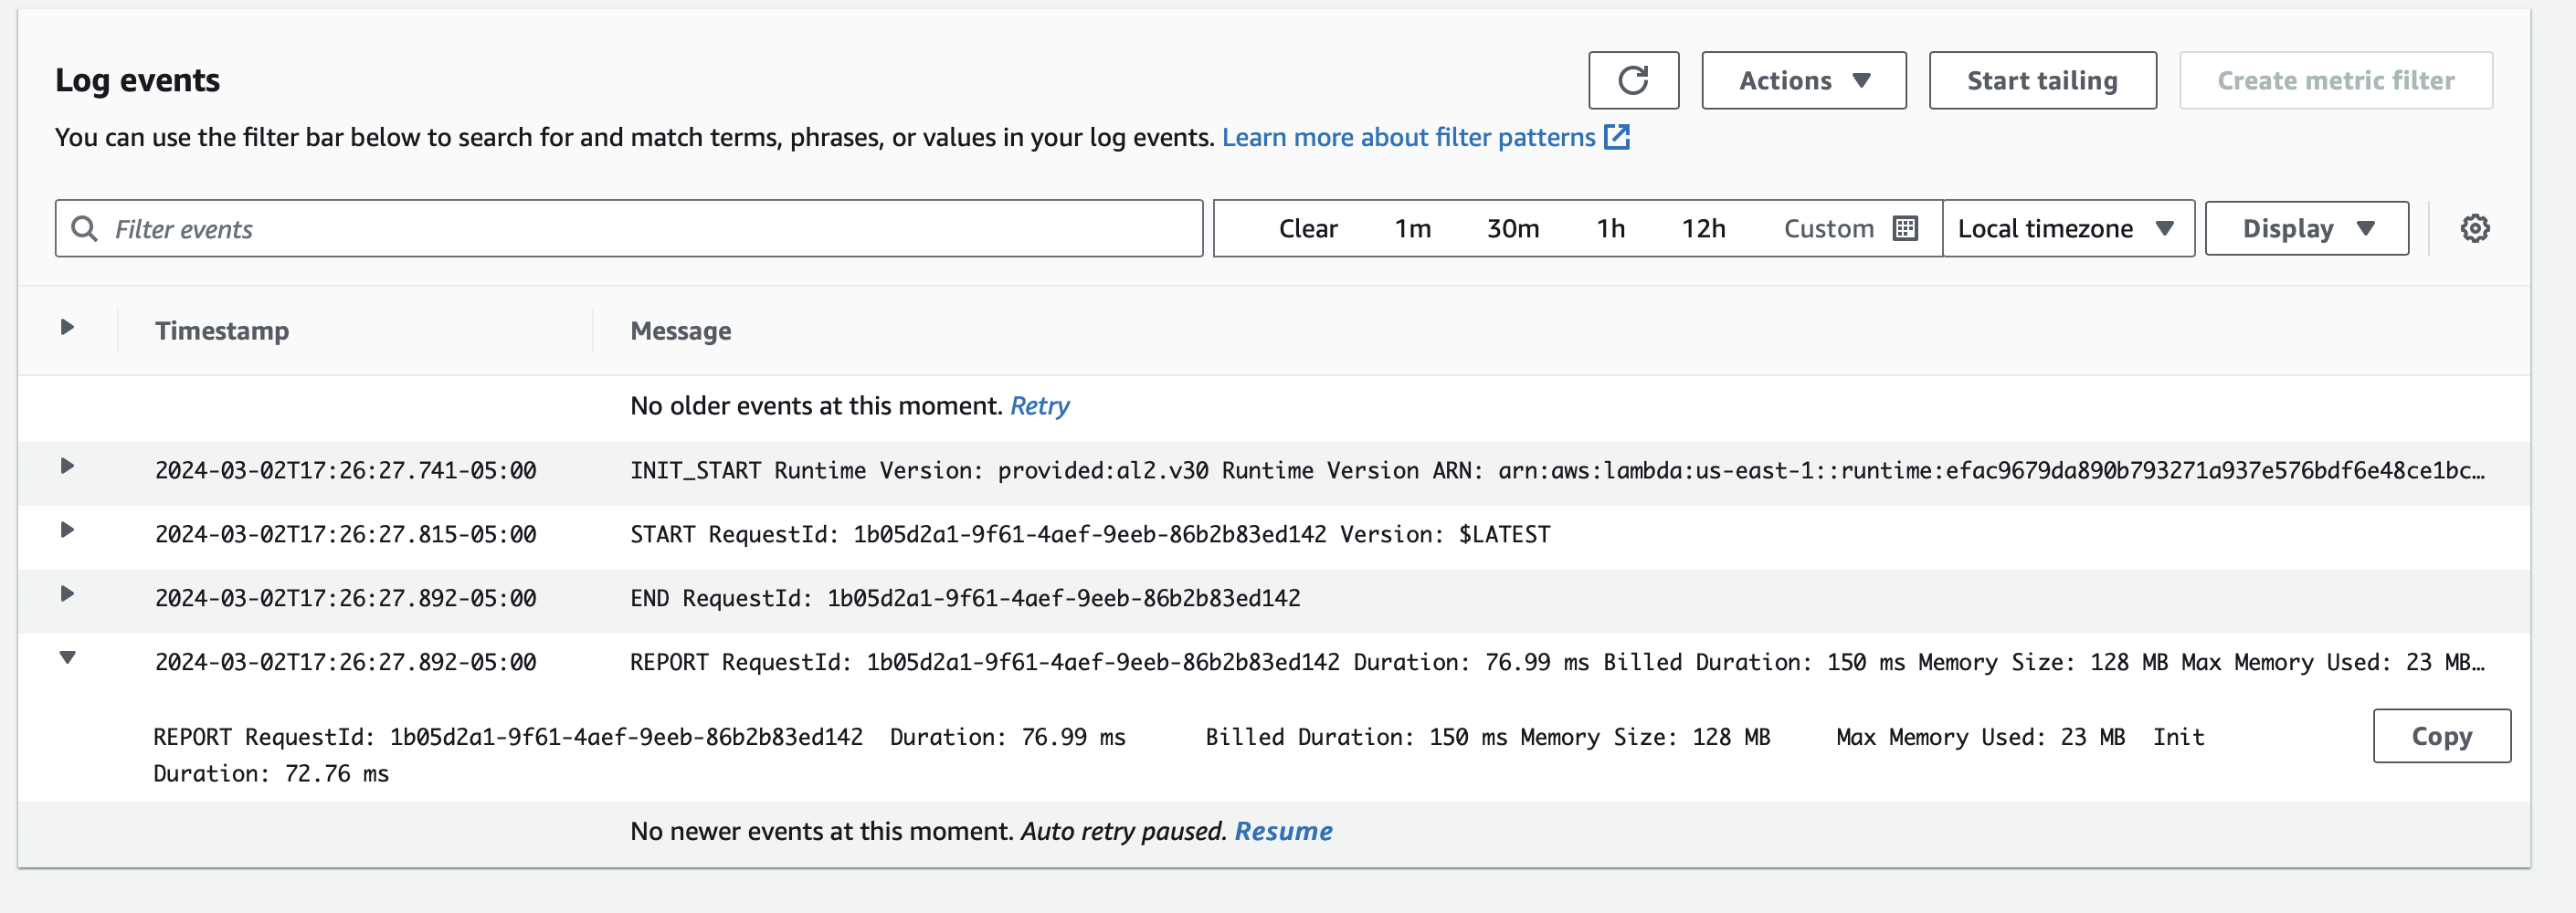 Log events
Actions
Start tailing
Create metric filter
You can use the filter bar below to search for and match terms, phrases, or values in your log events. Learn more about filter patterns
Filter events
Clear 1m 30m 1h 12h Custom
Local timezone
Display
Timestamp Message
No older events at this moment. Retry
2024-03-02T17:26:27.741-05:00 INIT_START Runtime Version: provided:al2.v30 Runtime Version ARN: arn:aws:lambda:us-east-1::runtime:efac9679da890b793271a937e576bdf6e48ce1bc…
2024-03-02T17:26:27.815-05:00 START RequestId: 1b05d2a1-9f61-4aef-9eeb-86b2b83ed142 Version: $LATEST
2024-03-02T17:26:27.892-05:00 END RequestId: 1b05d2a1-9f61-4aef-9eeb-86b2b83ed142
2024-03-02T17:26:27.892-05:00 REPORT RequestId: 1b05d2a1-9f61-4aef-9eeb-86b2b83ed142 Duration: 76.99 ms Billed Duration: 150 ms Memory Size: 128 MB Max Memory Used: 23 MB…
REPORT RequestId: 1b05d2a1-9f61-4aef-9eeb-86b2b83ed142 Duration: 76.99 ms Billed Duration: 150 ms Memory Size: 128 MB Max Memory Used: 23 MB Init
Duration: 72.76 ms
Copy
No newer events at this moment. Auto retry paused. Resume